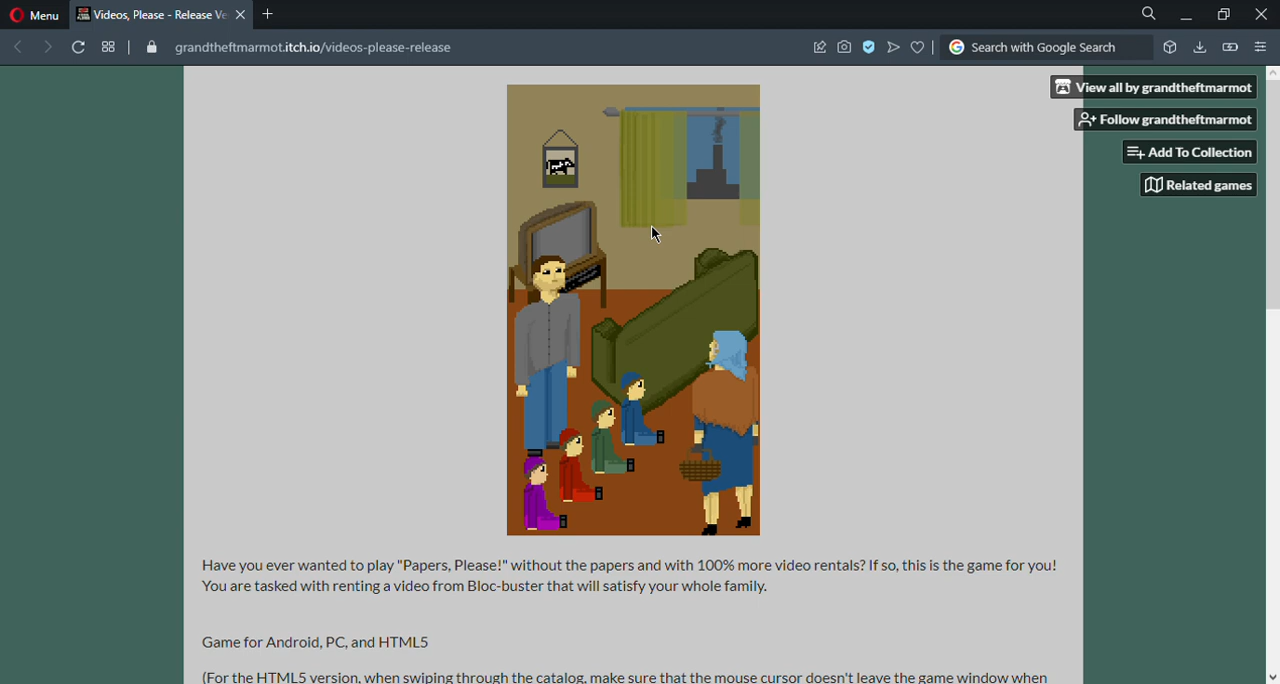 Menu
Videos, Please - Release Ve
grandtheftmarmot.itch.io/videos-please-release
Search with Google Search
View all by grandtheftmarmot
Follow grandtheftmarmot
Add To Collection
Related games
Have you ever wanted to play "Papers, Please!" without the papers and with 100% more video rentals? If so, this is the game for you!
You are tasked with renting a video from Bloc-buster that will satisfy your whole family.
Game for Android, PC, and HTML5
(For the HTML5 version, when swiping through the catalog, make sure that the mouse cursor doesn't leave the game window when